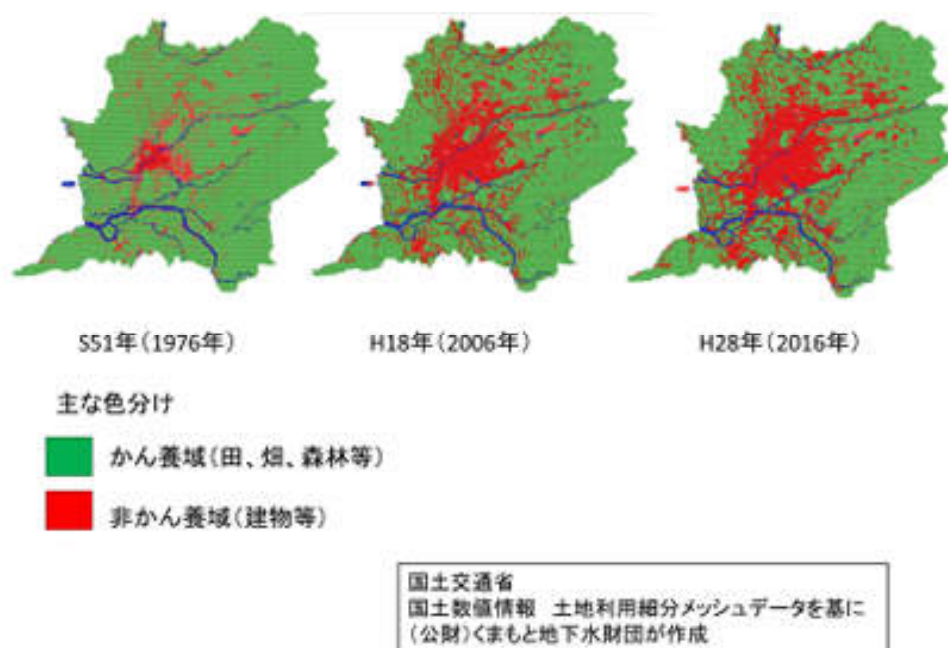 S51年(1976年)
H18年(2006年)
H28年(2016年)
主な色分け
かん養域(田、畑、森林等)
非かん養域(建物等)
国土交通省
国土数値情報　土地利用細分メッシュデータを基に
(公財)くまもと地下水財団が作成